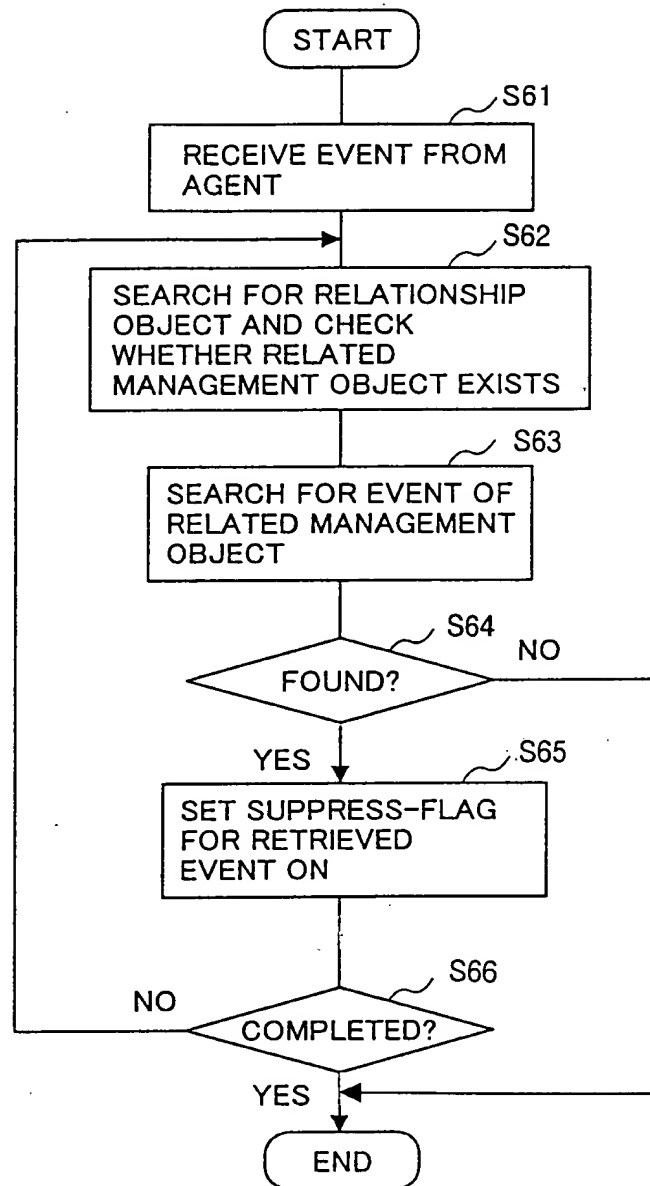 START
S61
RECEIVE EVENT FROM
AGENT
S62
SEARCH FOR RELATIONSHIP
OBJECT AND CHECK
WHETHER RELATED
MANAGEMENT OBJECT EXISTS
S63
SEARCH FOR EVENT OF
RELATED MANAGEMENT
OBJECT
S64
NO
FOUND?
YES
S65
SET SUPPRESS-FLAG
FOR RETRIEVED
EVENT ON
S66
NO
COMPLETED?
YES
END